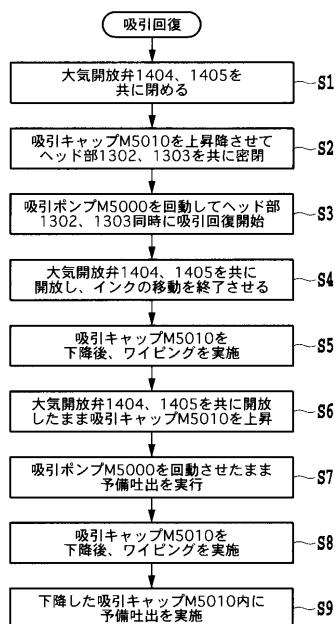 吸引回復
大気開放弁1404、1405を
共に閉める
S1
吸引キャップM5010を上昇降させて
ヘッド部1302、1303を共に密閉
S2
吸引ポンプM5000を回動してヘッド部
1302、1303同時に吸引回復開始
S3
大気開放弁1404、1405を共に
開放し、インクの移動を終了させる
S4
吸引キャップM5010を
下降後、ワイピングを実施
S5
大気開放弁1404、1405を共に開放
したまま吸引キャップM5010を上昇
S6
吸引ポンプM5000を回動させたまま
予備吐出を実行
S7
吸引キャップM5010を
下降後、ワイピングを実施
S8
下降した吸引キャップM5010内に
予備吐出を実施
S9